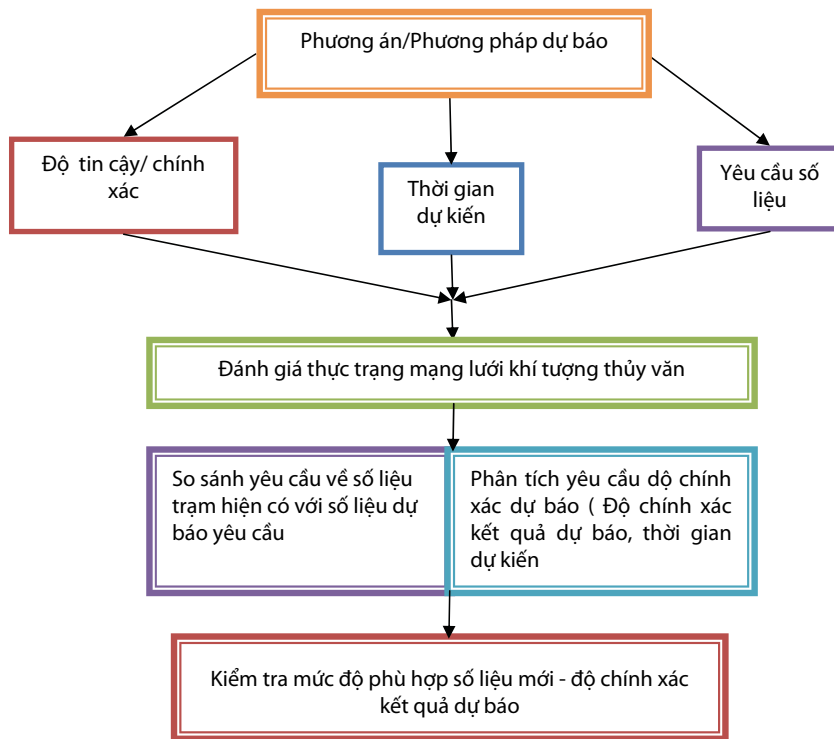 Phương án/Phương pháp dự báo
Độ tin cậy/ chính
xác
Thời gian
dự kiến
Yêu cầu số
liệu
Đánh giá thực trạng mạng lưới khí tượng thủy văn
So sánh yêu cầu về số liệu
trạm hiện có với số liệu dự
báo yêu cầu
Phân tích yêu cầu dộ chính
xác dự báo ( Độ chính xác
kết quả dự báo, thời gian
dự kiến
Kiểm tra mức độ phù hợp số liệu mới - độ chính xác
kết quả dự báo